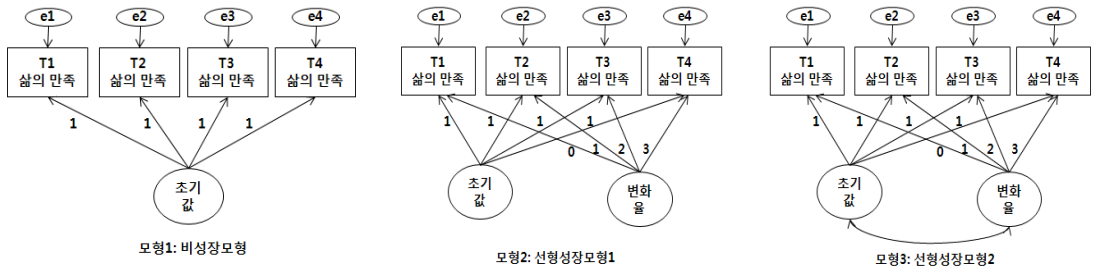 e1 e2 e3 e4
T1 삶의 만족
T2 삶의 만족
T3 삶의 만족
T4 삶의 만족
1 1 1 1
초기 값
모형1: 비성장모형
e1 e2 e3 e4
T1 삶의 만족
T2 삶의 만족
T3 삶의 만족
T4 삶의 만족
1 1 1 1
0 1 2 3
초기 값
변화 율
모형2: 선형성장모형1
e1 e2 e3 e4
T1 삶의 만족
T2 삶의 만족
T3 삶의 만족
T4 삶의 만족
1 1 1 1
0 1 2 3
초기 값
변화 율
모형3: 선형성장모형2